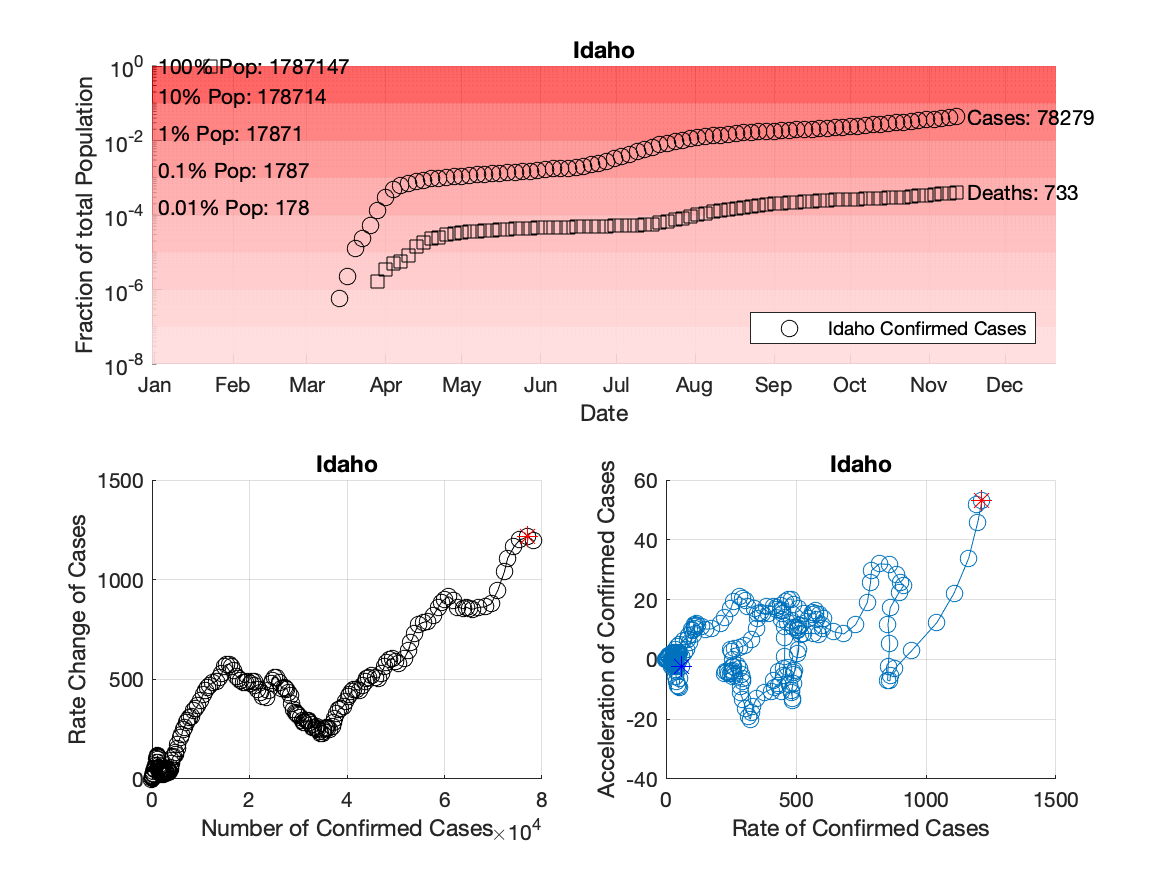 Idaho
10^0
100% Pop: 1787147
10% Pop: 178714
10^-2
1% Pop: 17871
Cases: 78279
0.1% Pop: 1787
10^-4
0.01% Pop: 178
Deaths: 733
10^-6
Idaho Confirmed Cases
10^-8
Fraction of total Population
Jan Feb Mar Apr May Jun Jul Aug Sep Oct Nov Dec
Date
Idaho
1500
1000
500
0
Rate Change of Cases
0 2 4 6 8
Number of Confirmed Cases ×10^4
Idaho
60
40
20
0
-20
-40
Acceleration of Confirmed Cases
0 500 1000 1500
Rate of Confirmed Cases